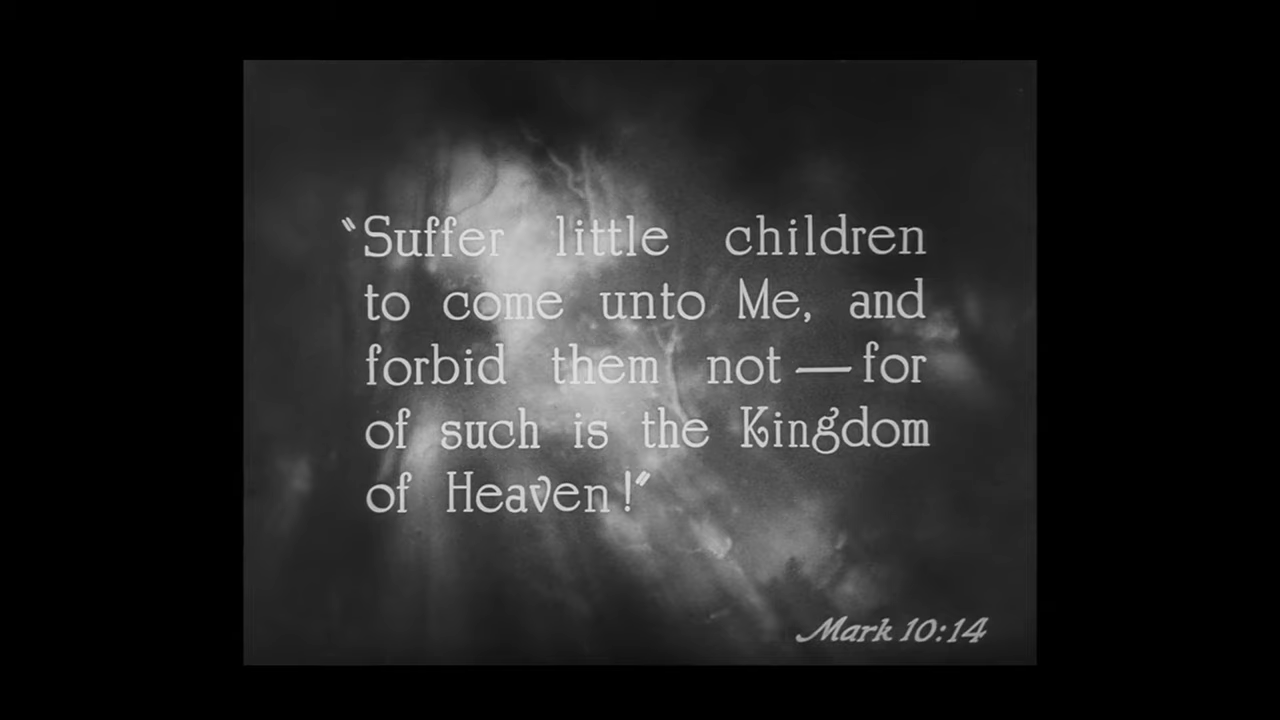 "Suffer little children
to come unto Me, and
forbid them not — for
of such is the Kingdom
of Heaven!"
Mark 10:14